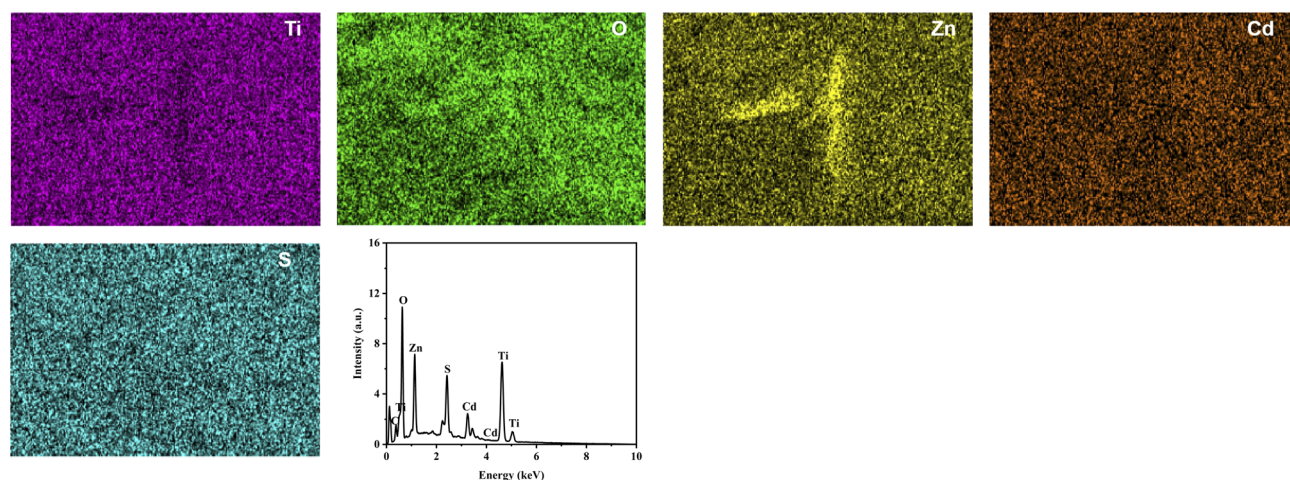 Ti
O
Zn
Cd
S
16
12
8
4
0
Intensity (a.u.)
O
Zn
Ti
C
S
Cd
Cd
Ti
Ti
0 2 4 6 8 10
Energy (keV)